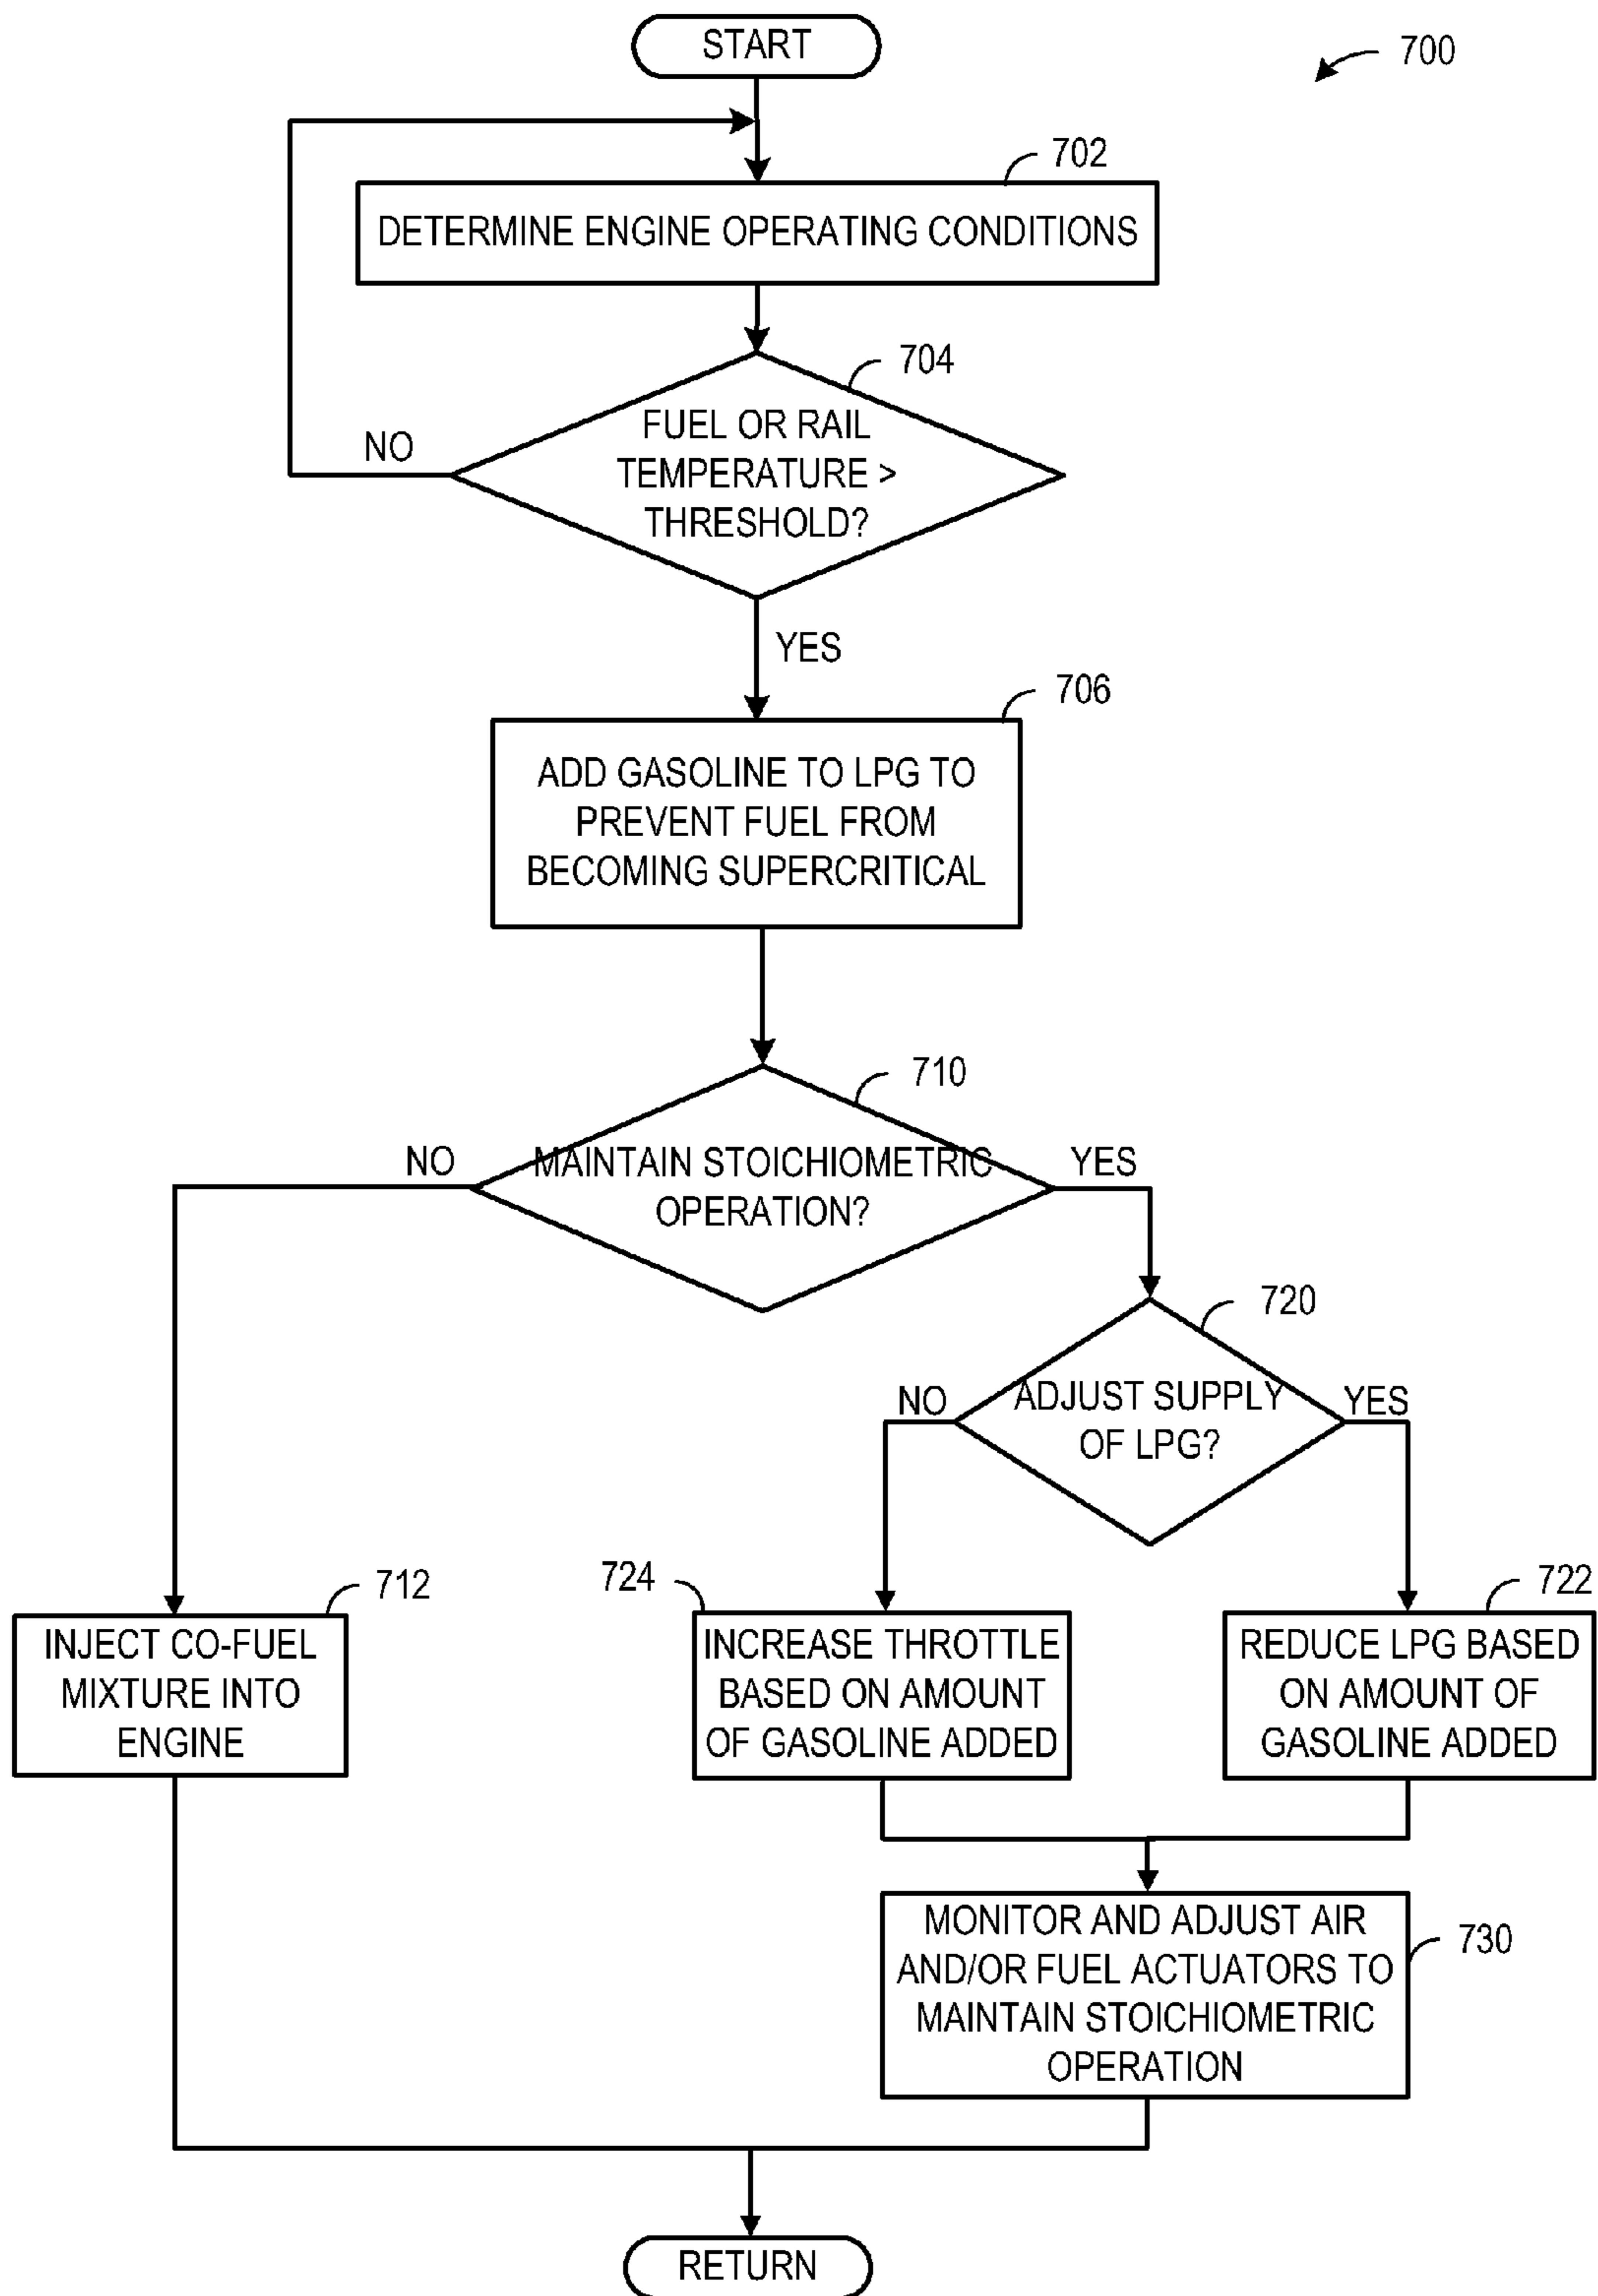 START
700
702
DETERMINE ENGINE OPERATING CONDITIONS
704
FUEL OR RAIL
TEMPERATURE >
THRESHOLD?
NO
YES
706
ADD GASOLINE TO LPG TO
PREVENT FUEL FROM
BECOMING SUPERCRITICAL
710
MAINTAIN STOICHIOMETRIC
OPERATION?
NO
YES
720
ADJUST SUPPLY
OF LPG?
NO
YES
712
INJECT CO-FUEL
MIXTURE INTO
ENGINE
724
INCREASE THROTTLE
BASED ON AMOUNT
OF GASOLINE ADDED
722
REDUCE LPG BASED
ON AMOUNT OF
GASOLINE ADDED
MONITOR AND ADJUST AIR
AND/OR FUEL ACTUATORS TO
MAINTAIN STOICHIOMETRIC
OPERATION
730
RETURN